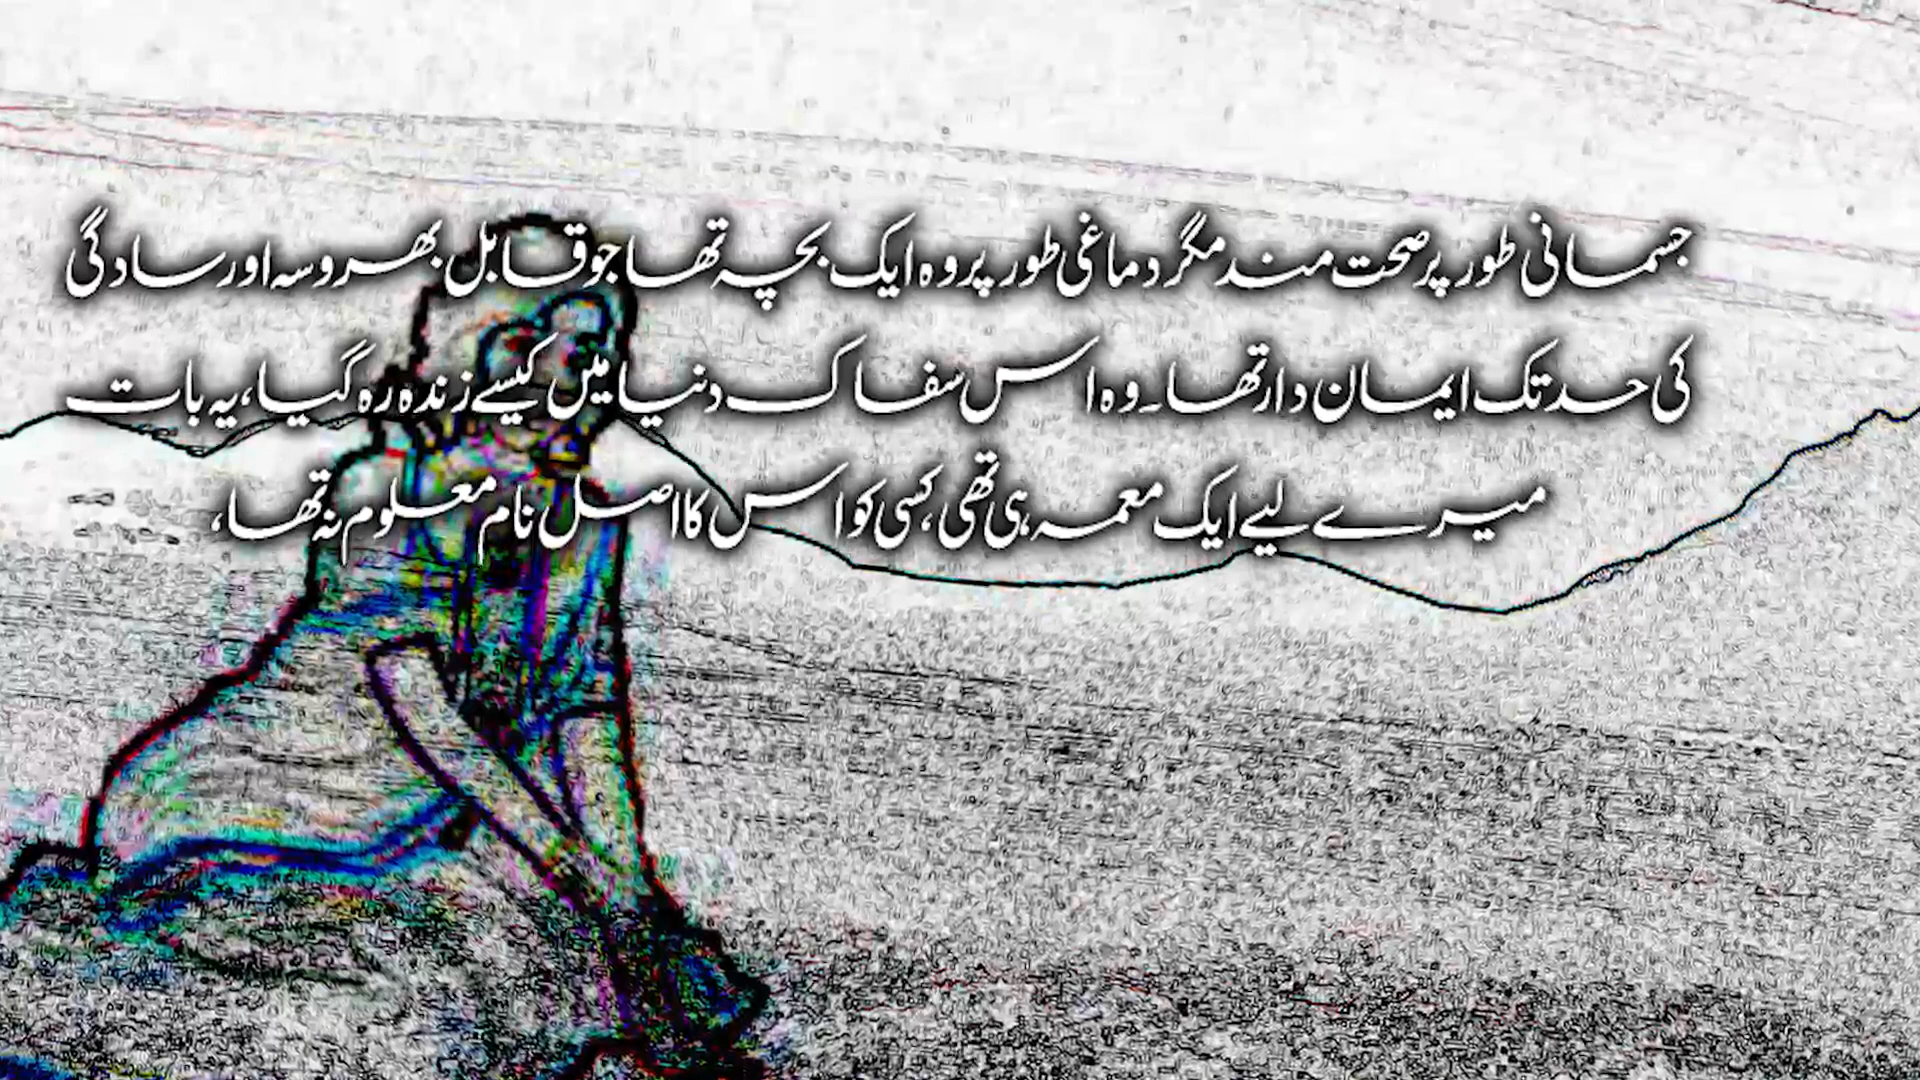 جسمانی طور پر صحت مند مگر دماغی طور پر وہ ایک بچہ تھا جو قابل بھروسہ اور سادگی
کی حد تک ایمان دار تھا۔ وہ اس سفاک دنیا میں کیسے زندہ رہ گیا، یہ بات
میرے لیے ایک معمہ ہی تھی، کسی کو اس کا اصل نام معلوم نہ تھا،